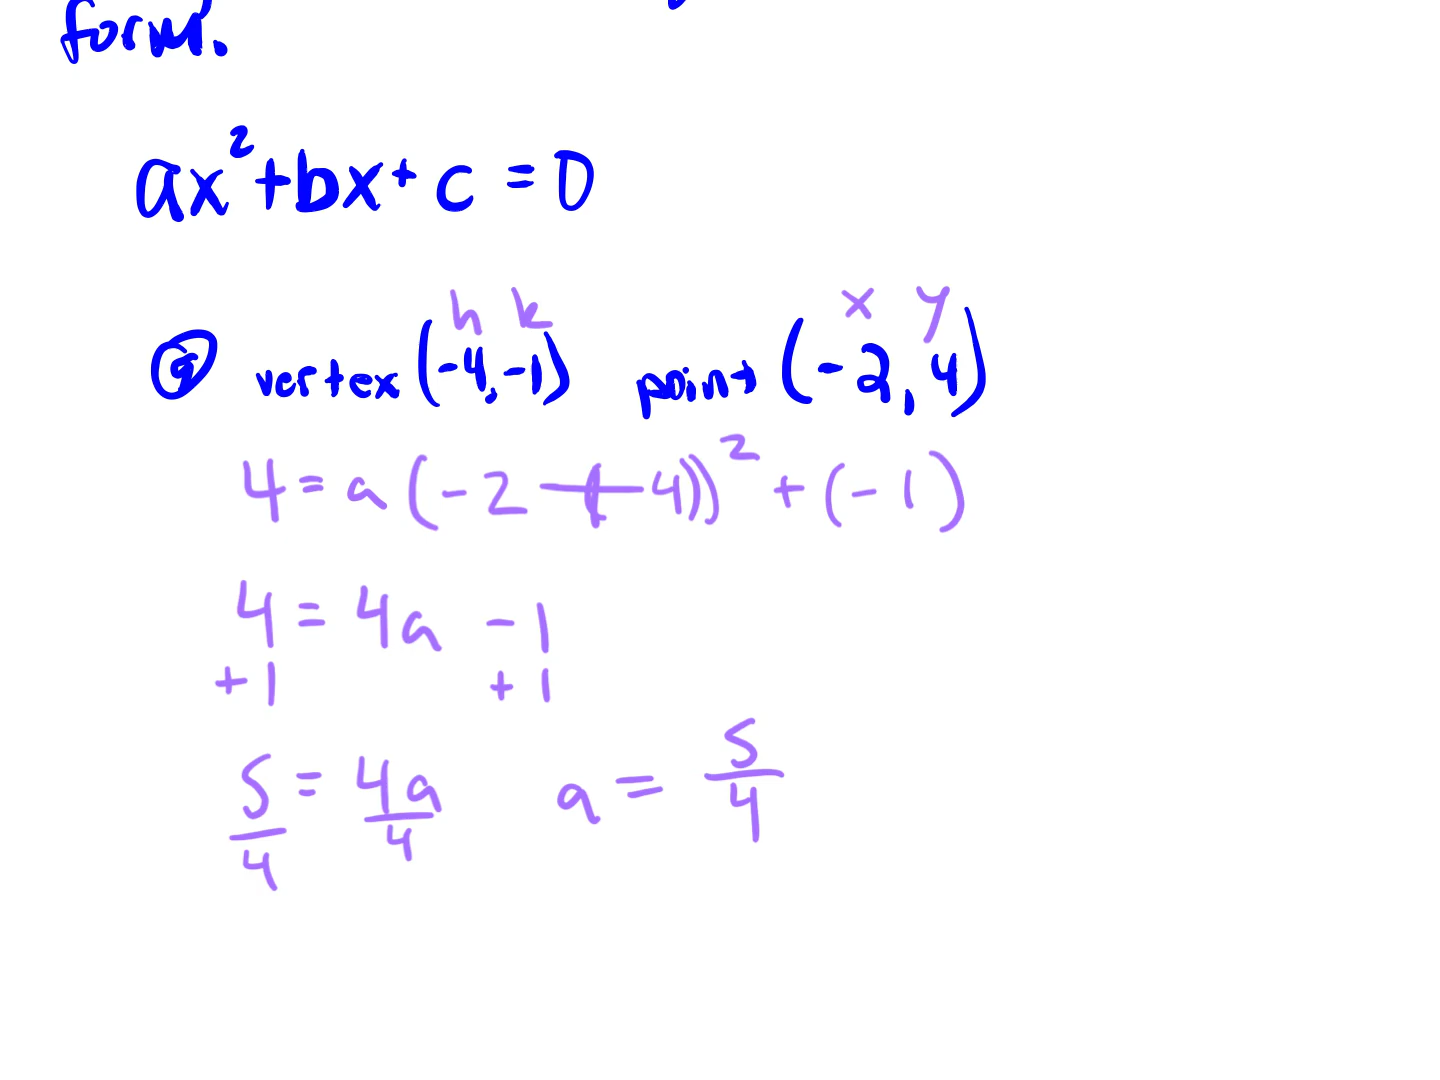 form.
ax² + bx + c = 0
h k x y
ⓐ vertex (-4, -1) point (-2, 4)
4 = a (-2 - (-4))² + (-1)
4 = 4a - 1
+1 +1
5 = 4a a = 5/4
4 4